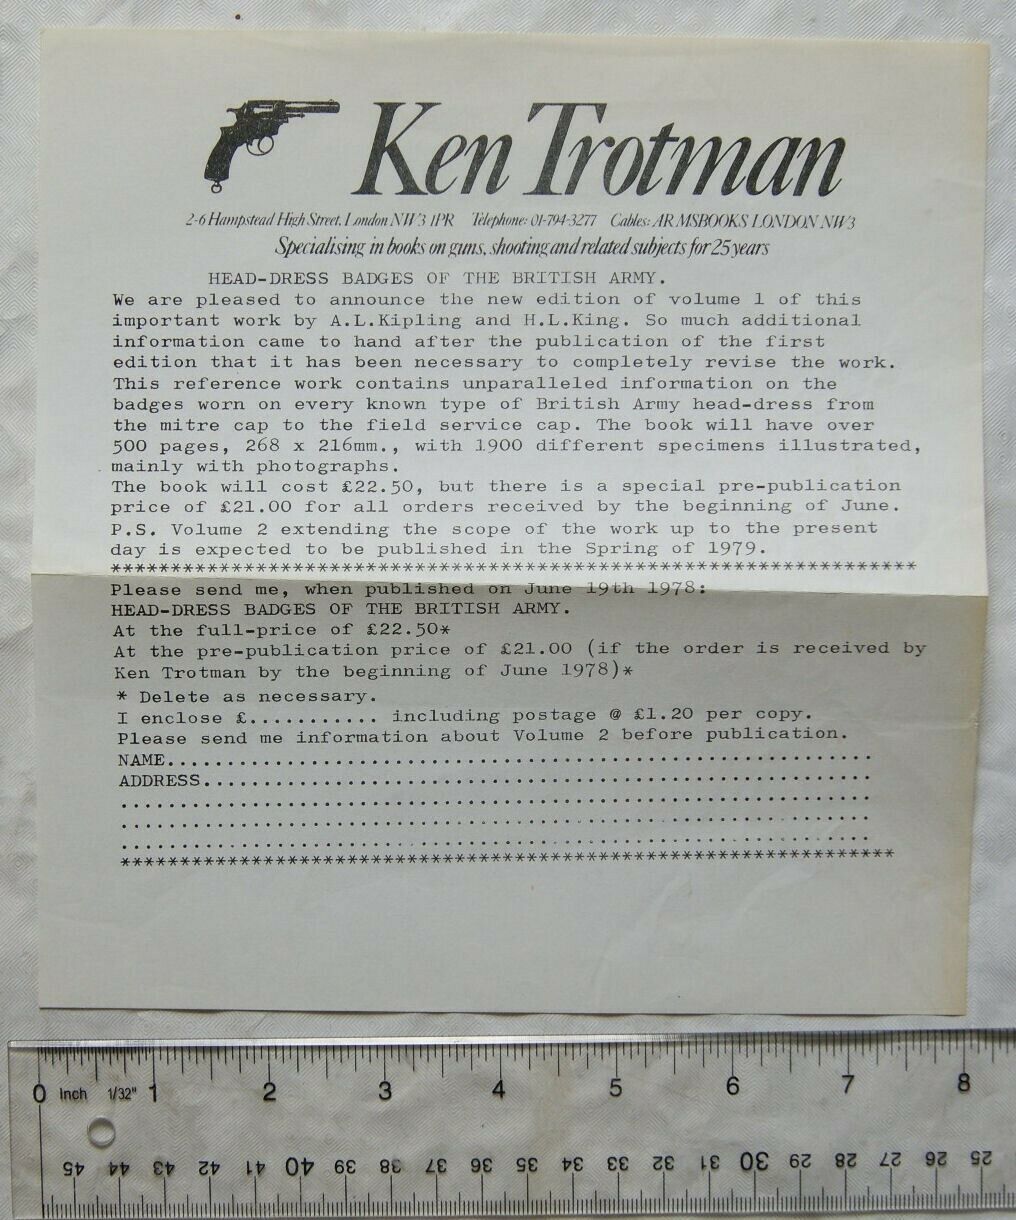 Ken Trotman
2-6 Hampstead High Street, London NW3 1PR Telephone: 01-794-3277 Cables: ARMSBOOKS LONDON NW3
Specialising in books on guns, shooting and related subjects for 25 years
HEAD-DRESS BADGES OF THE BRITISH ARMY.
We are pleased to announce the new edition of volume 1 of this
important work by A.L.Kipling and H.L.King. So much additional
information came to hand after the publication of the first
edition that it has been necessary to completely revise the work.
This reference work contains unparalleled information on the
badges worn on every known type of British Army head-dress from
the mitre cap to the field service cap. The book will have over
500 pages, 268 x 216mm., with 1900 different specimens illustrated,
mainly with photographs.
The book will cost £22.50, but there is a special pre-publication
price of £21.00 for all orders received by the beginning of June.
P.S. Volume 2 extending the scope of the work up to the present
day is expected to be published in the Spring of 1979.
*******************************************************************
Please send me, when published on June 19th 1978:
HEAD-DRESS BADGES OF THE BRITISH ARMY.
At the full-price of £22.50*
At the pre-publication price of £21.00 (if the order is received by
Ken Trotman by the beginning of June 1978)*
* Delete as necessary.
I enclose £........... including postage @ £1.20 per copy.
Please send me information about Volume 2 before publication.
NAME...........................................................
ADDRESS........................................................
...............................................................
...............................................................
...............................................................
*****************************************************************
0 Inch 1/32" 1 2 3 4 5 6 7 8
45 44 43 42 41 40 39 38 37 36 35 34 33 32 31 30 29 28 27 26 25